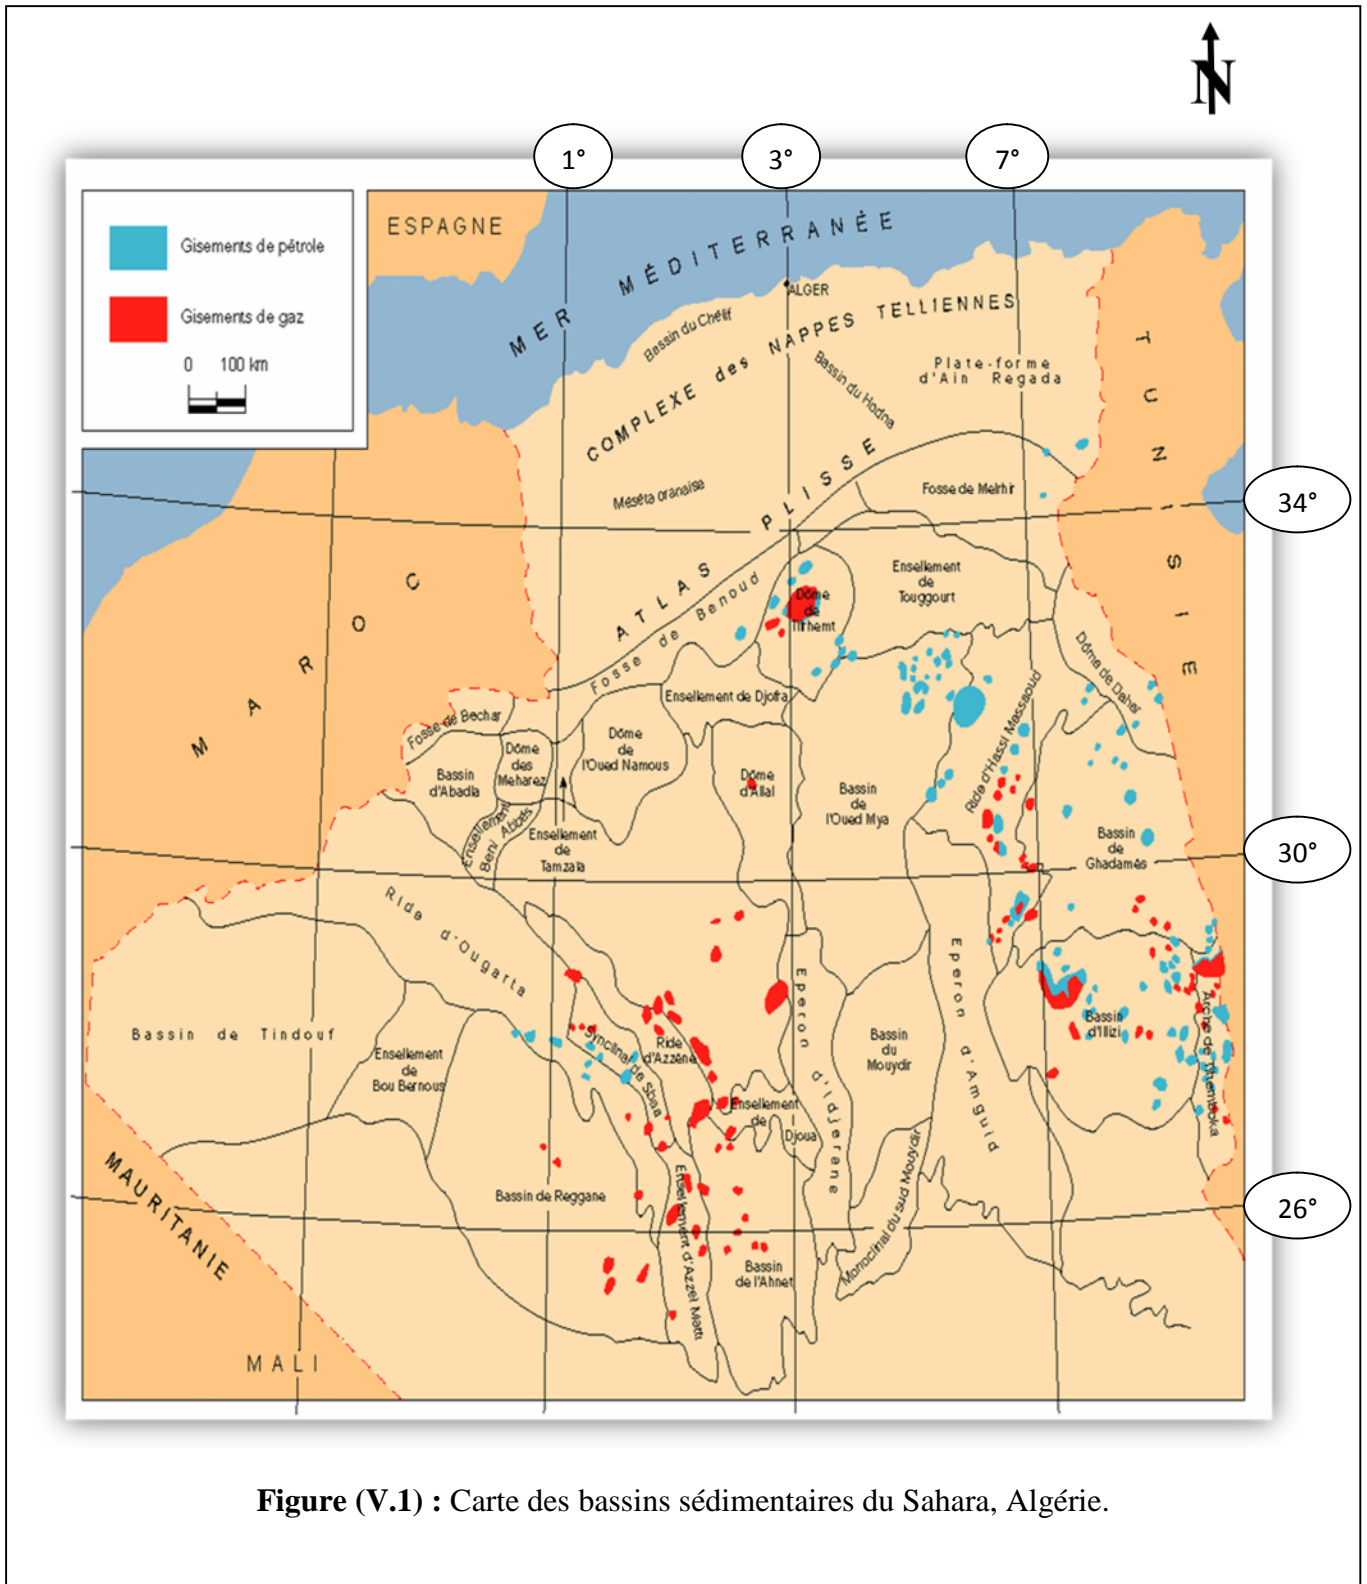 N
1°
3°
7°
ESPAGNE
Gisements de pétrole
Gisements de gaz
0 100 km
MER MÉDITERRANÉE
ALGER
Bassin du Chélif
COMPLEXE des NAPPES TELLIENNES
Bassin du Hodna
Plate-forme
d'Ain Regada
TUNISIE
Méséta oranaise
ATLAS PLISSE
Fosse de Melrhir
34°
MAROC
Fosse de Benoud
Dôme
de
Tilrhemt
Ensellement
de
Touggourt
Dôme de Dahar
Ensellement de Djofra
Fosse de Bechar
Bassin
d'Abadla
Dôme
des
Meharez
Dôme
de
l'Oued Namous
Dôme
d'Allal
Bassin
de
l'Oued Mya
Ride d'Hassi Messaoud
Ensellement
Beni Abbés
Ensellement
de
Tamzaïa
Bassin
de
Ghadamès
30°
Ride d'Ougarta
Bassin de Tindouf
Ensellement
de
Bou Bernous
Synclinal de Sbaa
Ride
d'Azzène
Eperon d'Idjerane
Bassin
du
Mouydir
Eperon d'Amguid
Bassin
d'Illizi
Arche de Tihemboka
Ensellement
de
Djoua
MAURITANIE
Bassin de Reggane
Ensellement d'Azzel Matti
Bassin
de l'Ahnet
Monoclinal du sud Mouydir
26°
MALI
Figure (V.1) : Carte des bassins sédimentaires du Sahara, Algérie.